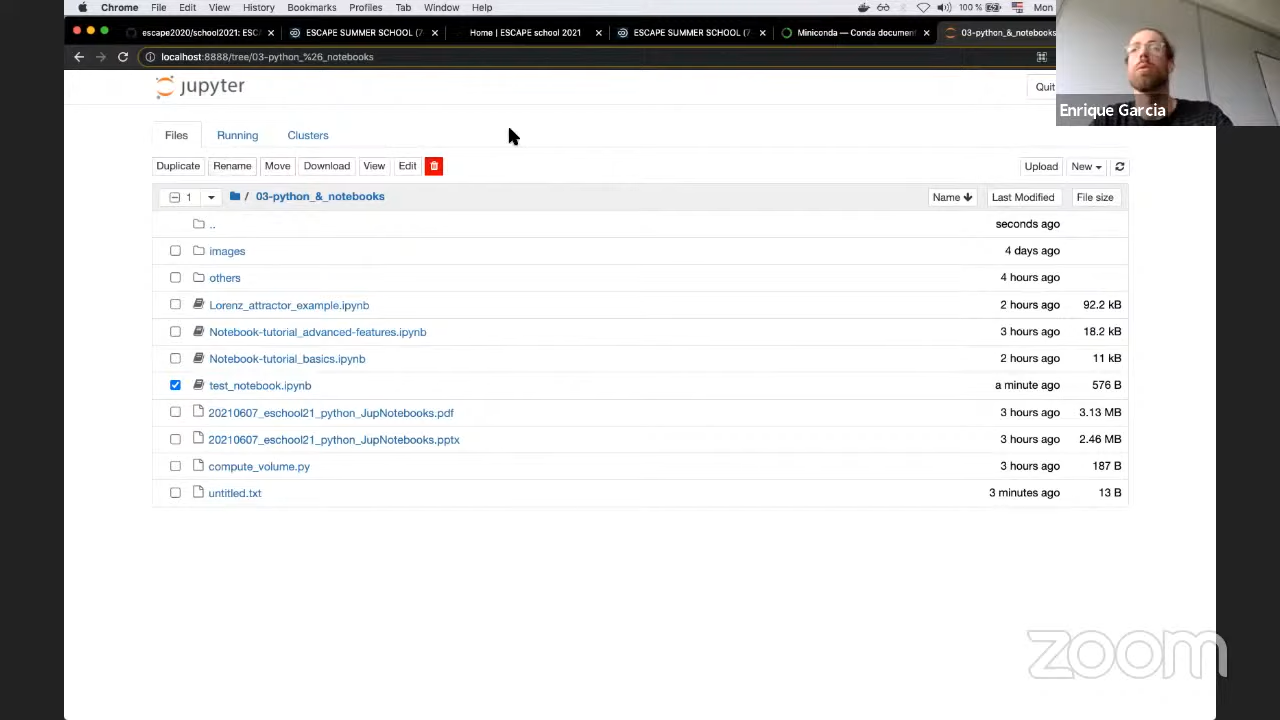 Chrome File Edit View History Bookmarks Profiles Tab Window Help 100 % Mon
escape2020/school2021: ESC ESCAPE SUMMER SCHOOL (7 Home | ESCAPE school 2021 ESCAPE SUMMER SCHOOL (7 Miniconda — Conda document 03-python_&_notebooks
localhost:8888/tree/03-python_%26_notebooks
jupyter Quit
Enrique Garcia
Files Running Clusters
Duplicate Rename Move Download View Edit Upload New
1 / 03-python_&_notebooks Name Last Modified File size
.. seconds ago
images 4 days ago
others 4 hours ago
Lorenz_attractor_example.ipynb 2 hours ago 92.2 kB
Notebook-tutorial_advanced-features.ipynb 3 hours ago 18.2 kB
Notebook-tutorial_basics.ipynb 2 hours ago 11 kB
test_notebook.ipynb a minute ago 576 B
20210607_eschool21_python_JupNotebooks.pdf 3 hours ago 3.13 MB
20210607_eschool21_python_JupNotebooks.pptx 3 hours ago 2.46 MB
compute_volume.py 3 hours ago 187 B
untitled.txt 3 minutes ago 13 B
zoom